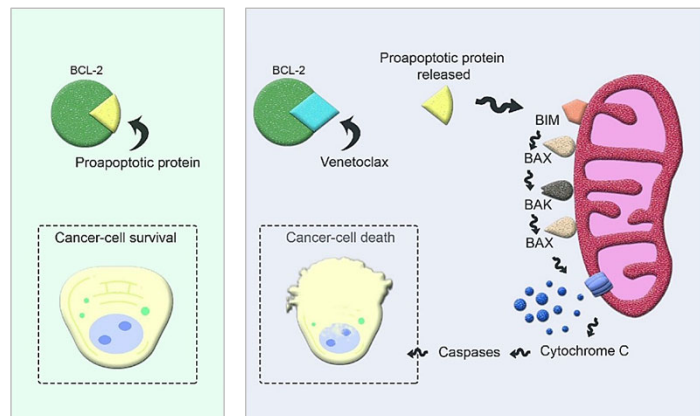 BCL-2
Proapoptotic protein
Cancer-cell survival
BCL-2
Venetoclax
Proapoptotic protein
released
BIM
BAX
BAK
BAX
Cytochrome C
Caspases
Cancer-cell death